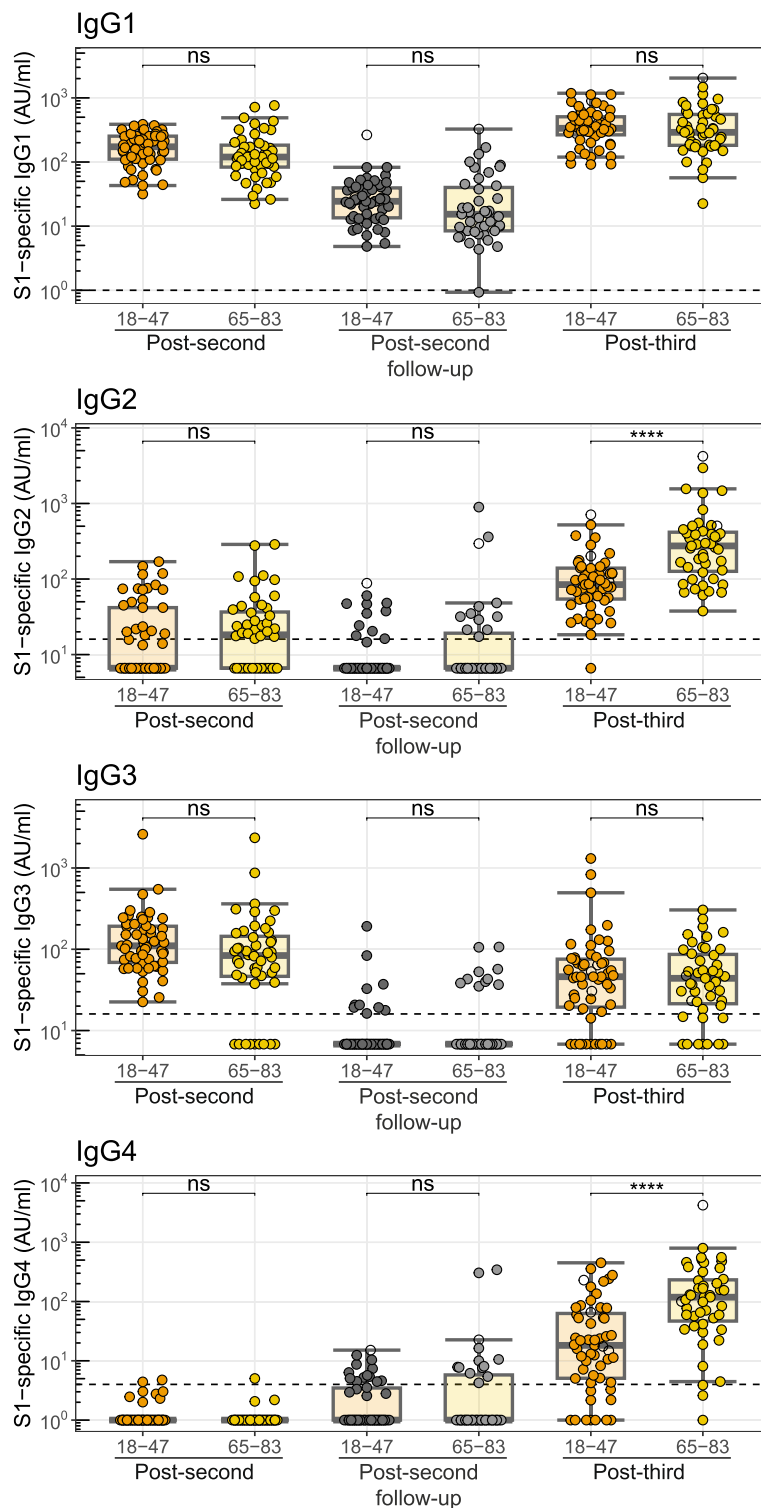 IgG1
S1−specific IgG1 (AU/ml)
10³
10²
10¹
10⁰
ns
ns
ns
18−47
65−83
18−47
65−83
18−47
65−83
Post-second
Post-second
follow-up
Post-third
IgG2
S1−specific IgG2 (AU/ml)
10⁴
10³
10²
10¹
ns
ns
****
18−47
65−83
18−47
65−83
18−47
65−83
Post-second
Post-second
follow-up
Post-third
IgG3
S1−specific IgG3 (AU/ml)
10³
10²
10¹
ns
ns
ns
18−47
65−83
18−47
65−83
18−47
65−83
Post-second
Post-second
follow-up
Post-third
IgG4
S1−specific IgG4 (AU/ml)
10⁴
10³
10²
10¹
10⁰
ns
ns
****
18−47
65−83
18−47
65−83
18−47
65−83
Post-second
Post-second
follow-up
Post-third